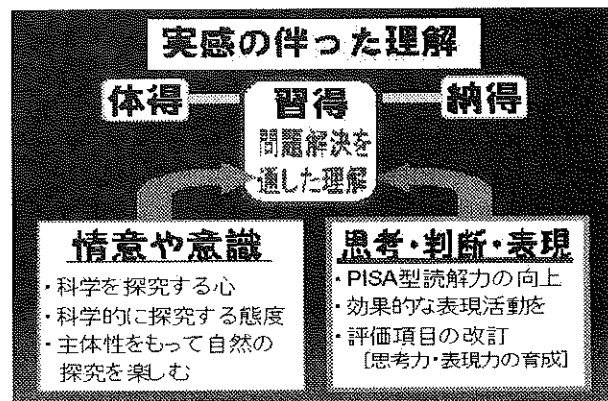 実感の伴った理解
体得
習得
納得
問題解決を
通した理解
情意や意識
・科学を探究する心
・科学的に探究する態度
・主体性をもって自然の
探究を楽しむ
思考・判断・表現
・PISA型読解力の向上
・効果的な表現活動を
・評価項目の改訂
[思考力・表現力の育成]